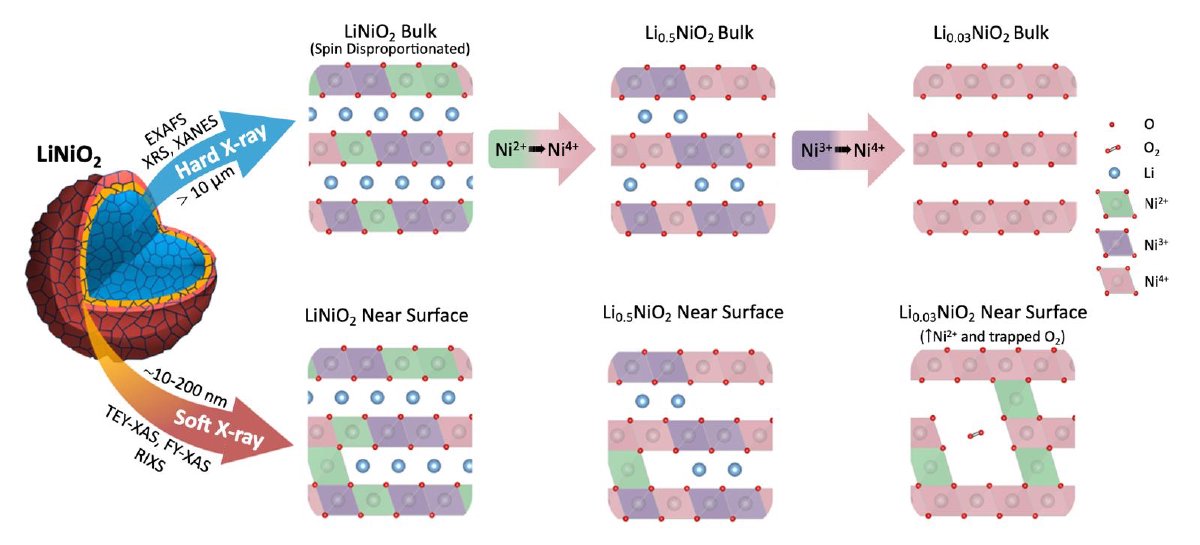 LiNiO₂
EXAFS
XRS, XANES
Hard X-ray
> 10 µm
~10-200 nm
Soft X-ray
TEY-XAS, FY-XAS
RIXS
LiNiO₂ Bulk
(Spin Disproportionated)
Ni²⁺ Ni⁴⁺
Li₀.₅NiO₂ Bulk
Ni³⁺ Ni⁴⁺
Li₀.₀₃NiO₂ Bulk
O
O₂
Li
Ni²⁺
Ni³⁺
Ni⁴⁺
LiNiO₂ Near Surface
Li₀.₅NiO₂ Near Surface
Li₀.₀₃NiO₂ Near Surface
(↑Ni²⁺ and trapped O₂)